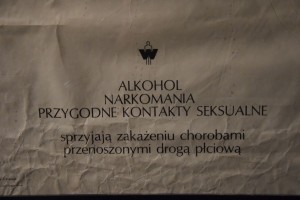 ALKOHOL
NARKOMANIA
PRZYGODNE KONTAKTY SEKSUALNE
sprzyjają zakażeniu chorobami
przenoszonymi drogą płciową